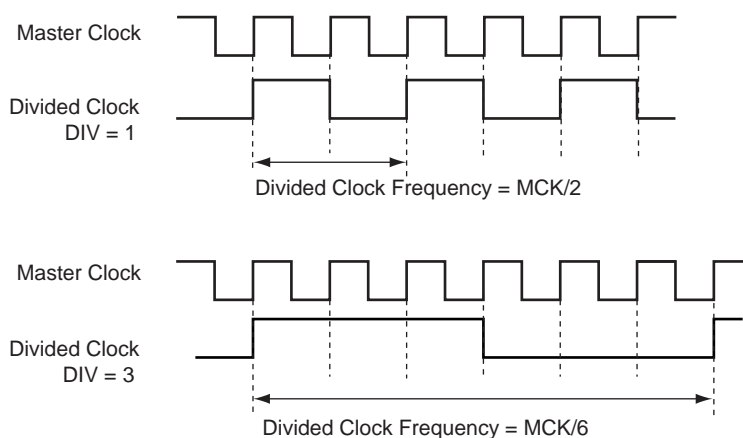 Master Clock
Divided Clock
DIV = 1
Divided Clock Frequency = MCK/2
Master Clock
Divided Clock
DIV = 3
Divided Clock Frequency = MCK/6